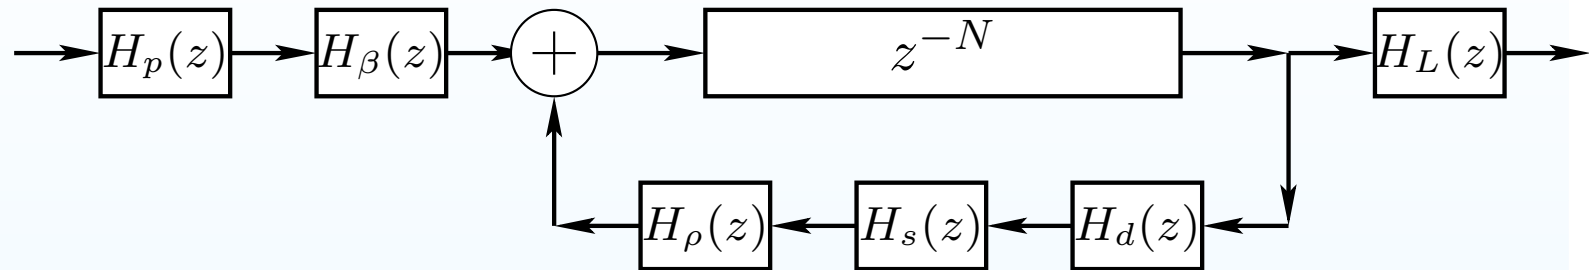 H_p(z) H_β(z) + z^{-N} H_L(z)
H_ρ(z) H_s(z) H_d(z)